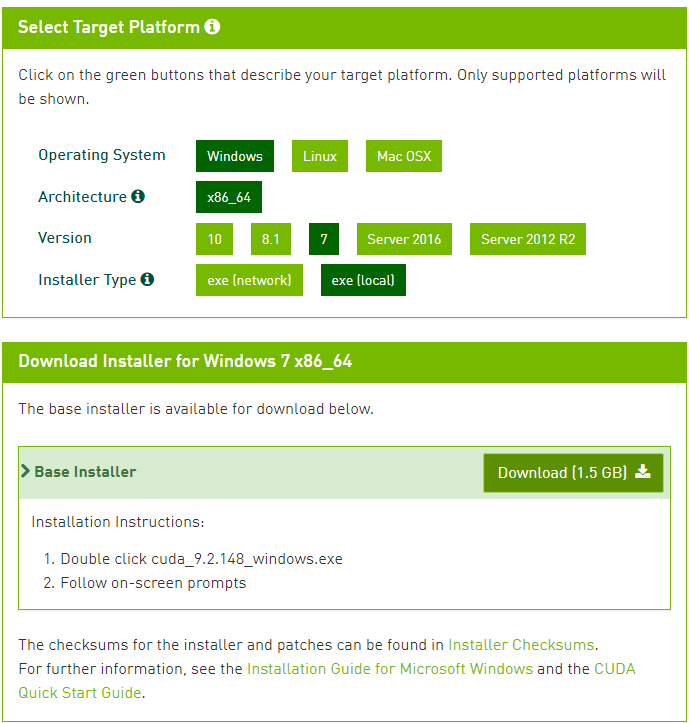 Select Target Platform
Click on the green buttons that describe your target platform. Only supported platforms will
be shown.
Operating System Windows Linux Mac OSX
Architecture x86_64
Version 10 8.1 7 Server 2016 Server 2012 R2
Installer Type exe (network) exe (local)
Download Installer for Windows 7 x86_64
The base installer is available for download below.
Base Installer Download (1.5 GB)
Installation Instructions:
1. Double click cuda_9.2.148_windows.exe
2. Follow on-screen prompts
The checksums for the installer and patches can be found in Installer Checksums.
For further information, see the Installation Guide for Microsoft Windows and the CUDA
Quick Start Guide.